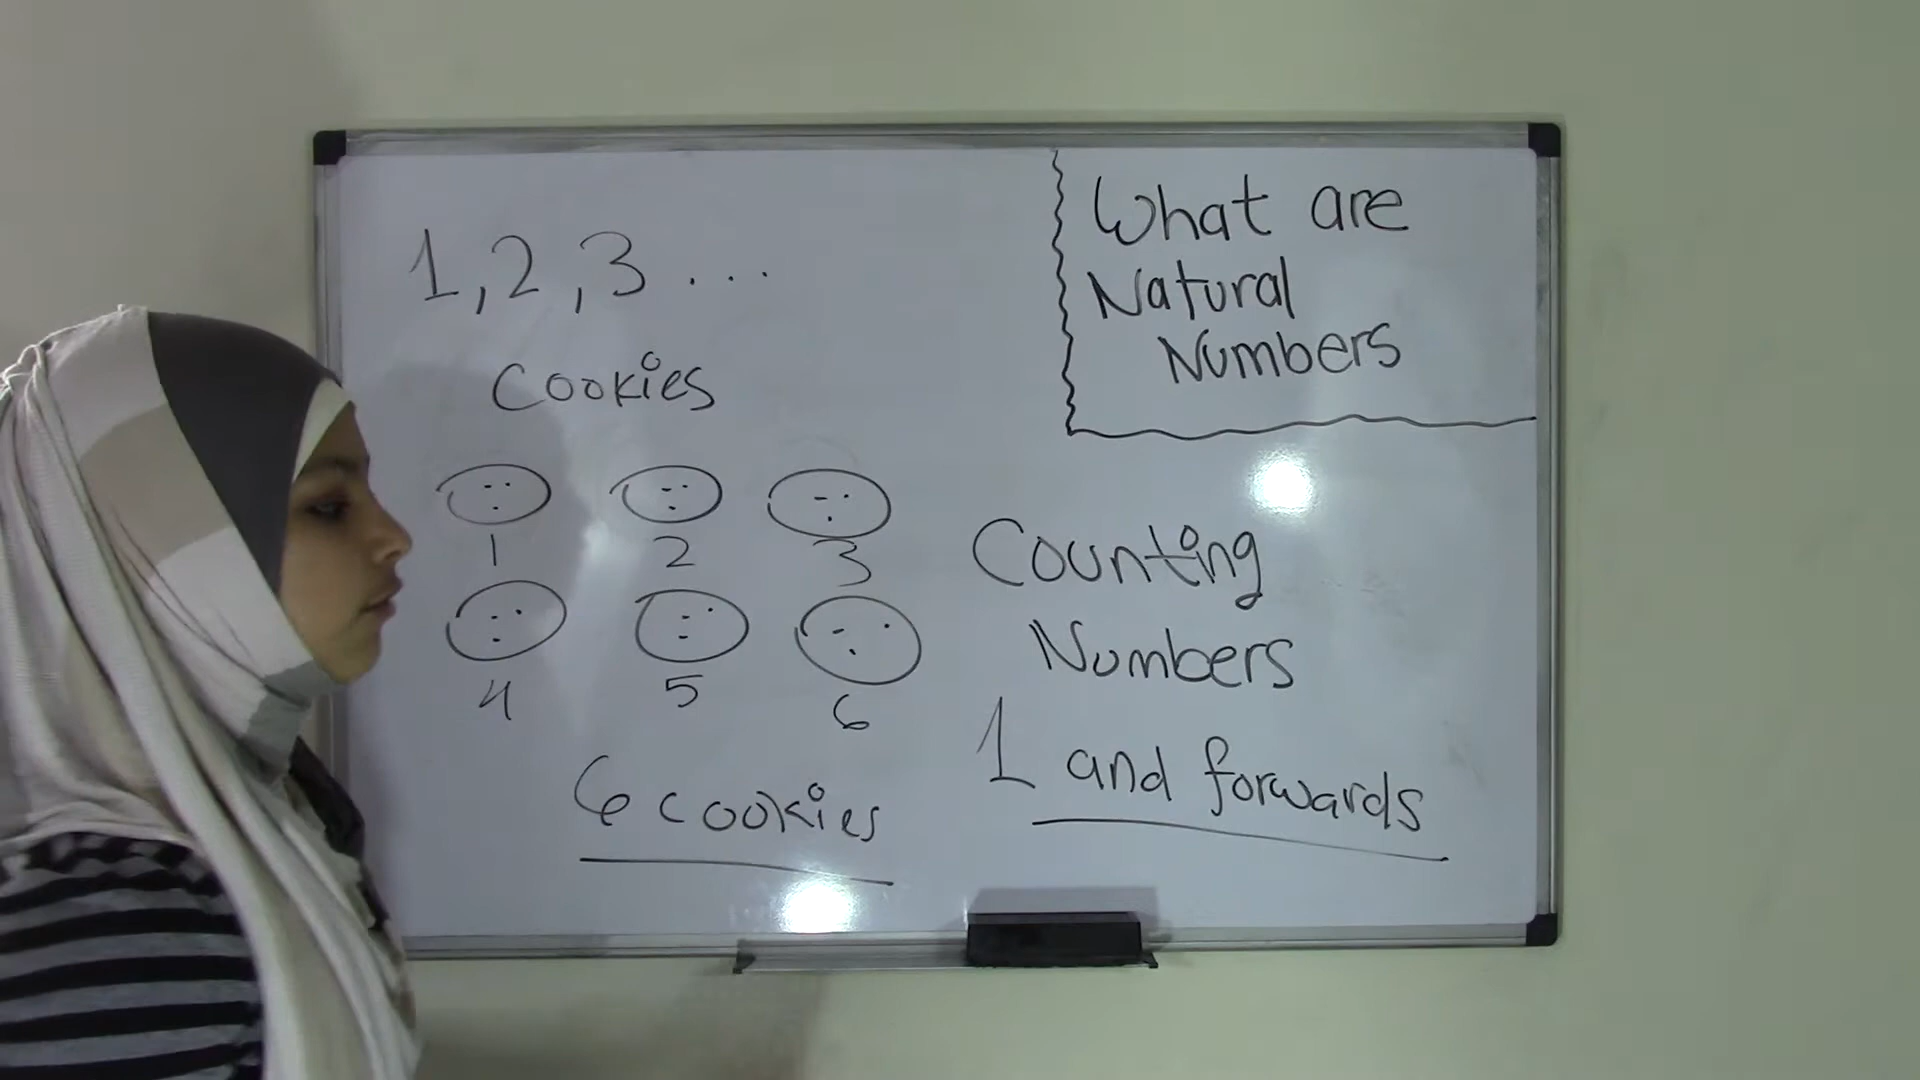 What are
Natural
Numbers
1, 2, 3 ...
Cookies
1 2 3
4 5 6
6 cookies
Counting
Numbers
1 and forwards